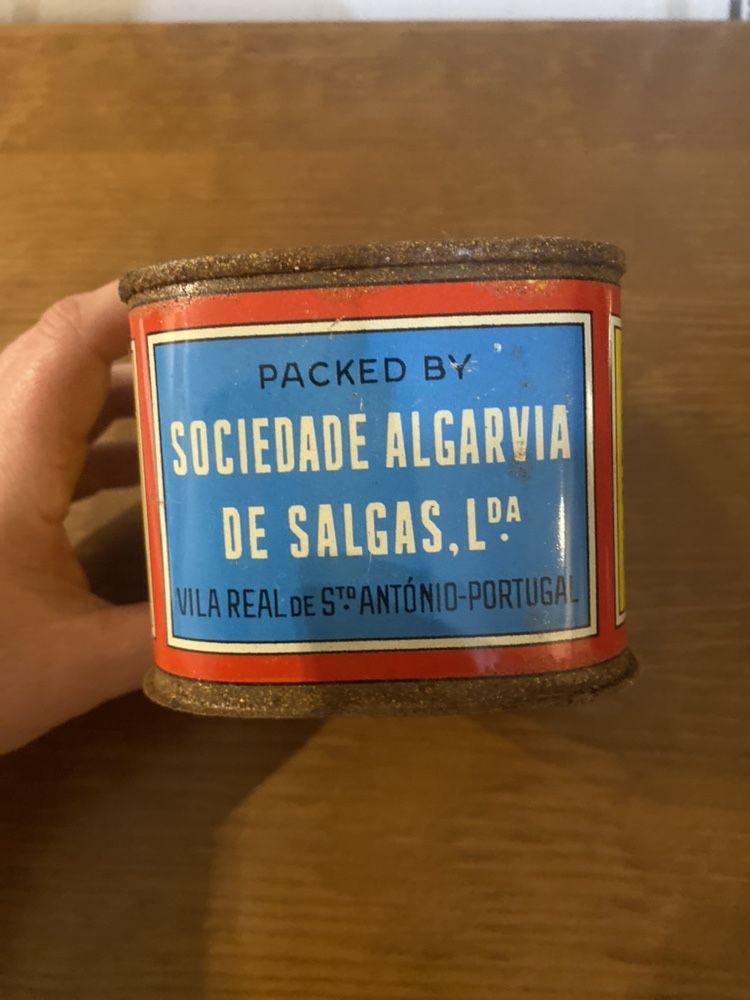 PACKED BY
SOCIEDADE ALGARVIA
DE SALGAS, LDA.
VILA REAL DE STO. ANTÓNIO-PORTUGAL